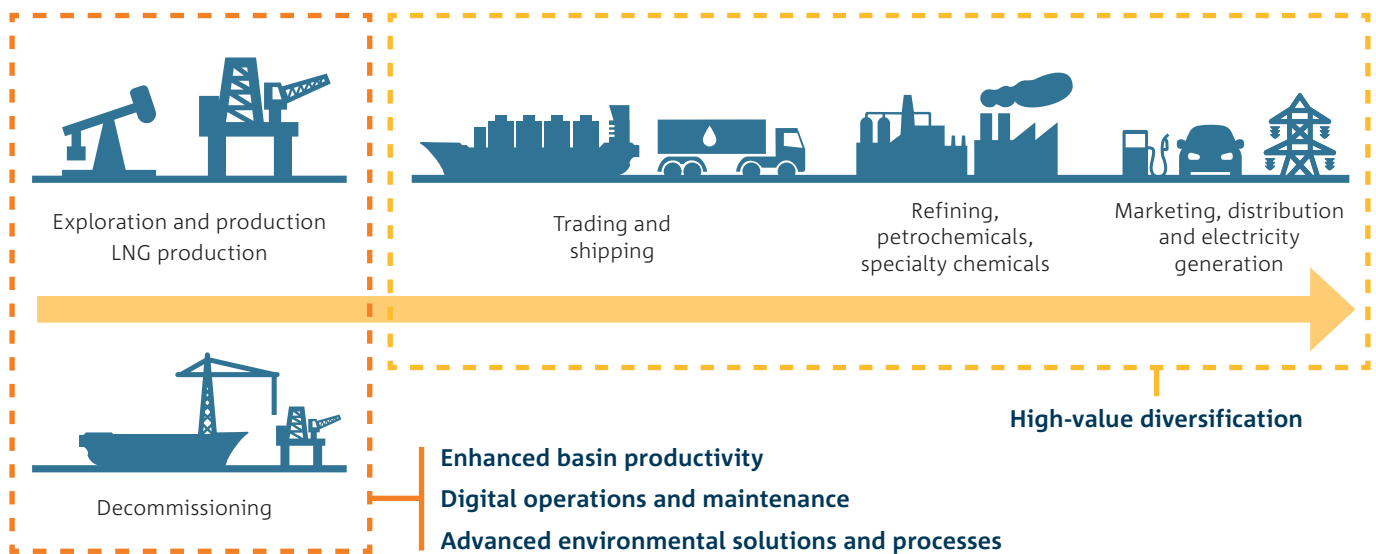 Exploration and production
LNG production
Trading and
shipping
Refining,
petrochemicals,
specialty chemicals
Marketing, distribution
and electricity
generation
Decommissioning
High-value diversification
Enhanced basin productivity
Digital operations and maintenance
Advanced environmental solutions and processes